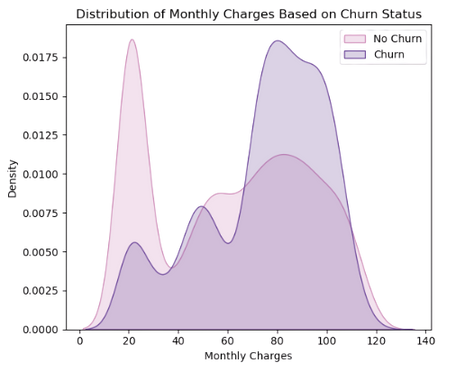 Distribution of Monthly Charges Based on Churn Status
No Churn
Churn
0.0175
0.0150
0.0125
0.0100
0.0075
0.0050
0.0025
0.0000
Density
0 20 40 60 80 100 120 140
Monthly Charges